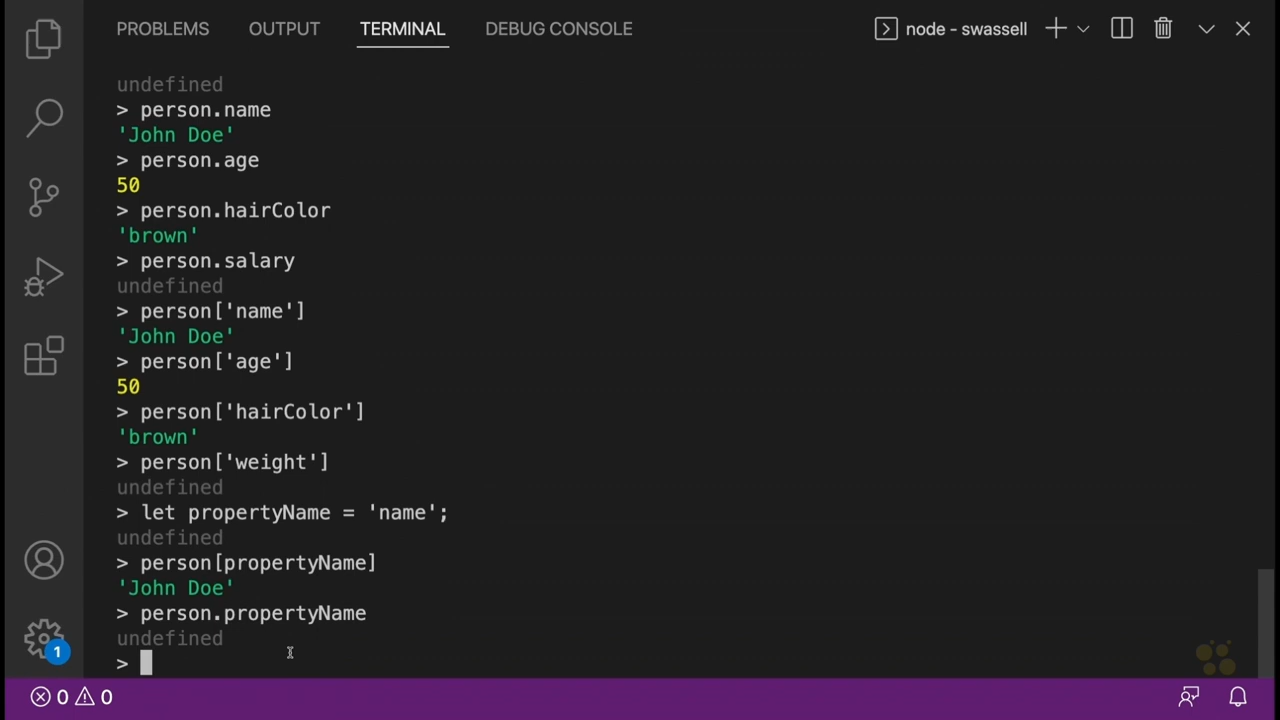 PROBLEMS OUTPUT TERMINAL DEBUG CONSOLE node - swassell
undefined
> person.name
'John Doe'
> person.age
50
> person.hairColor
'brown'
> person.salary
undefined
> person['name']
'John Doe'
> person['age']
50
> person['hairColor']
'brown'
> person['weight']
undefined
> let propertyName = 'name';
undefined
> person[propertyName]
'John Doe'
> person.propertyName
undefined
>
1
0 0